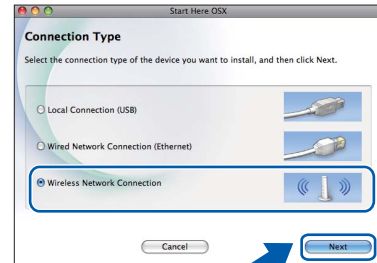 Start Here OSX
Connection Type
Select the connection type of the device you want to install, and then click Next.
Local Connection (USB)
Wired Network Connection (Ethernet)
Wireless Network Connection
Cancel
Next